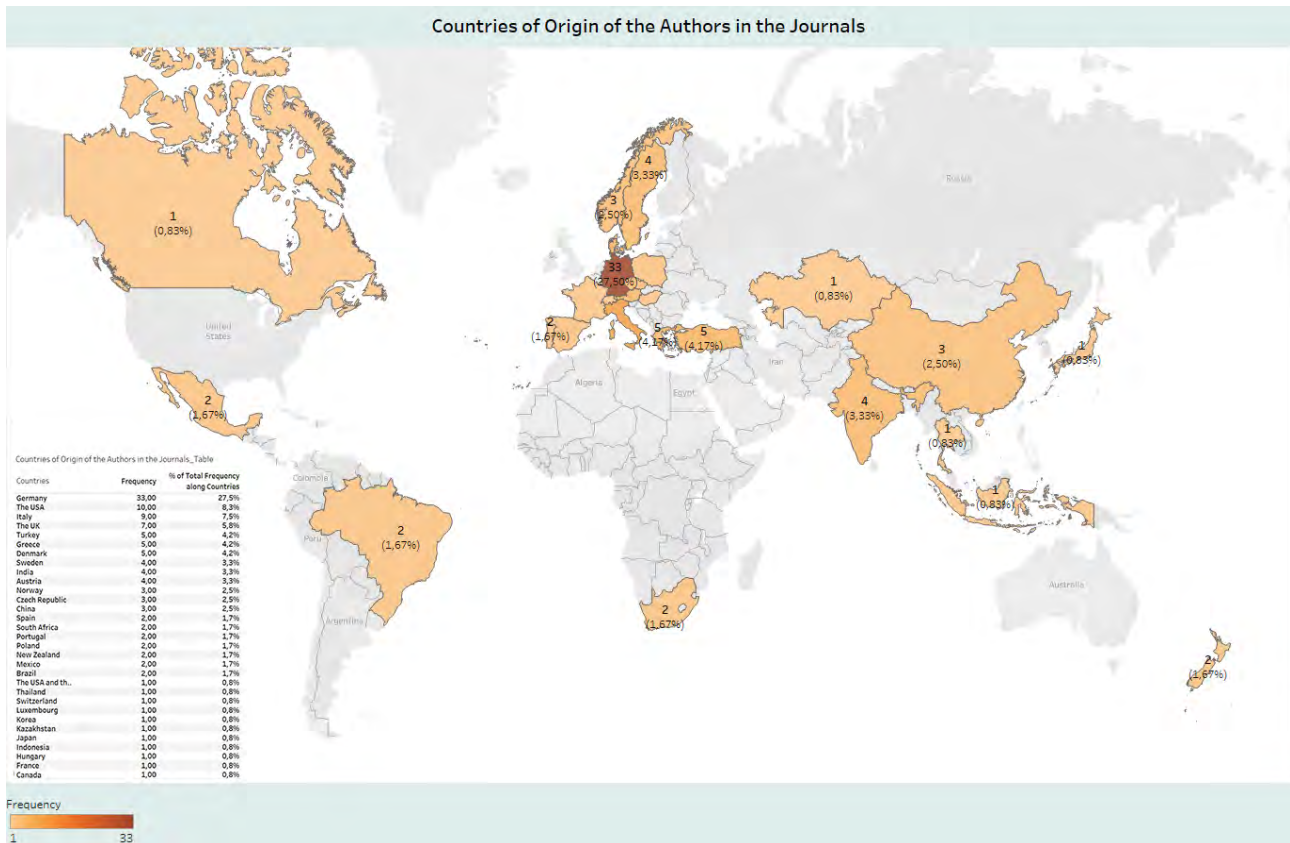 Countries of Origin of the Authors in the Journals
1
(0,83%)
4
(3,33%)
3
(2,50%)
33
(27,50%)
Russia
United
States
2
(1,67%)
5
(4,17%)
5
(4,17%)
1
(0,83%)
3
(2,50%)
1
(0,83%)
Iran
Algeria
Egypt
4
(3,33%)
1
(0,83%)
1
(0,83%)
2
(1,67%)
Colombia
Peru
2
(1,67%)
Argentina
2
(1,67%)
Australia
2
(1,67%)
Countries of Origin of the Authors in the Journals_Table
Countries Frequency % of Total Frequency along Countries
Germany 33,00 27,5%
The USA 10,00 8,3%
Italy 9,00 7,5%
The UK 7,00 5,8%
Turkey 5,00 4,2%
Greece 5,00 4,2%
Denmark 5,00 4,2%
Sweden 4,00 3,3%
India 4,00 3,3%
Austria 4,00 3,3%
Norway 3,00 2,5%
Czech Republic 3,00 2,5%
China 3,00 2,5%
Spain 2,00 1,7%
South Africa 2,00 1,7%
Portugal 2,00 1,7%
Poland 2,00 1,7%
New Zealand 2,00 1,7%
Mexico 2,00 1,7%
Brazil 2,00 1,7%
The USA and th.. 1,00 0,8%
Thailand 1,00 0,8%
Switzerland 1,00 0,8%
Luxembourg 1,00 0,8%
Korea 1,00 0,8%
Kazakhstan 1,00 0,8%
Japan 1,00 0,8%
Indonesia 1,00 0,8%
Hungary 1,00 0,8%
France 1,00 0,8%
Canada 1,00 0,8%
Frequency
1 33